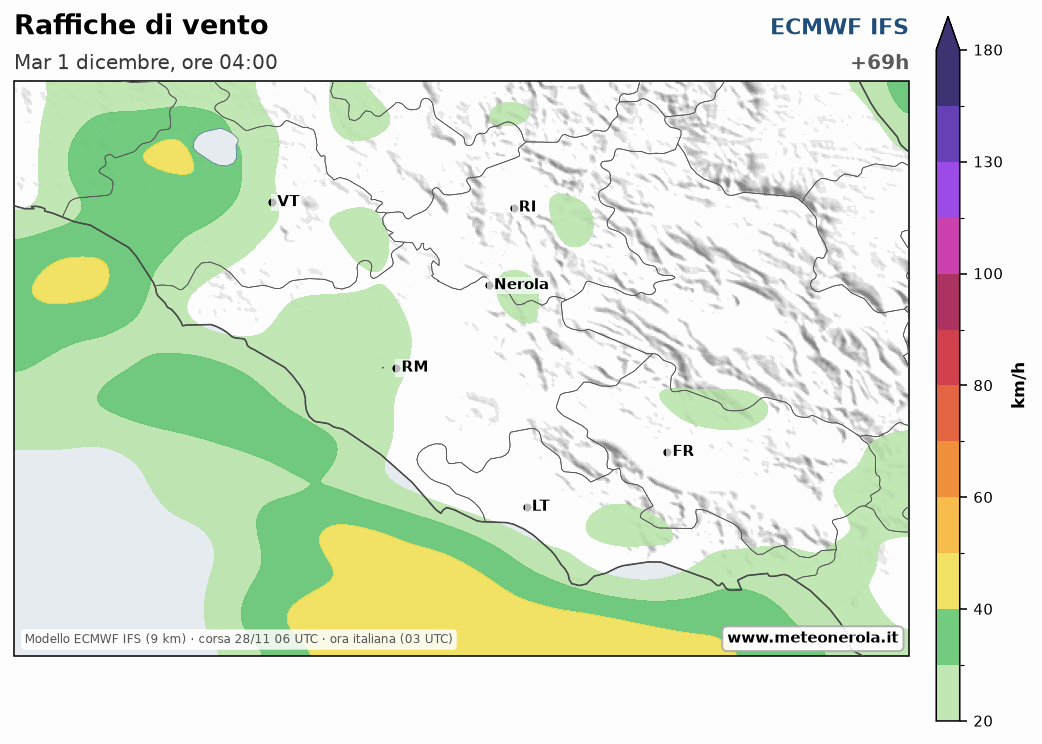 Raffiche di vento
ECMWF IFS
Mar 1 dicembre, ore 04:00
+69h
VT
RI
Nerola
RM
FR
LT
Modello ECMWF IFS (9 km) · corsa 28/11 06 UTC · ora italiana (03 UTC)
www.meteonerola.it
180
130
100
80
60
40
20
km/h